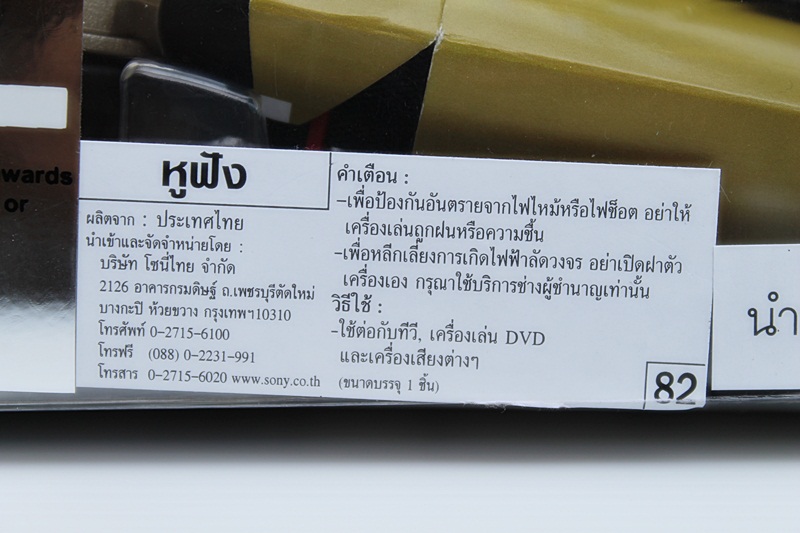 wards
or
หูฟัง
ผลิตจาก : ประเทศไทย
นำเข้าและจัดจำหน่ายโดย :
บริษัท โซนี่ไทย จำกัด
2126 อาคารกรมดิษฐ์ ถ.เพชรบุรีตัดใหม่
บางกะปิ ห้วยขวาง กรุงเทพฯ10310
โทรศัพท์ 0-2715-6100
โทรฟรี (088) 0-2231-991
โทรสาร 0-2715-6020 www.sony.co.th
คำเตือน :
-เพื่อป้องกันอันตรายจากไฟไหม้หรือไฟช็อต อย่าให้
เครื่องเล่นถูกฝนหรือความชื้น
-เพื่อหลีกเลี่ยงการเกิดไฟฟ้าลัดวงจร อย่าเปิดฝาตัว
เครื่องเอง กรุณาใช้บริการช่างผู้ชำนาญเท่านั้น
วิธีใช้ :
-ใช้ต่อกับทีวี, เครื่องเล่น DVD
และเครื่องเสียงต่างๆ
(ขนาดบรรจุ 1 ชิ้น)
82
นำ